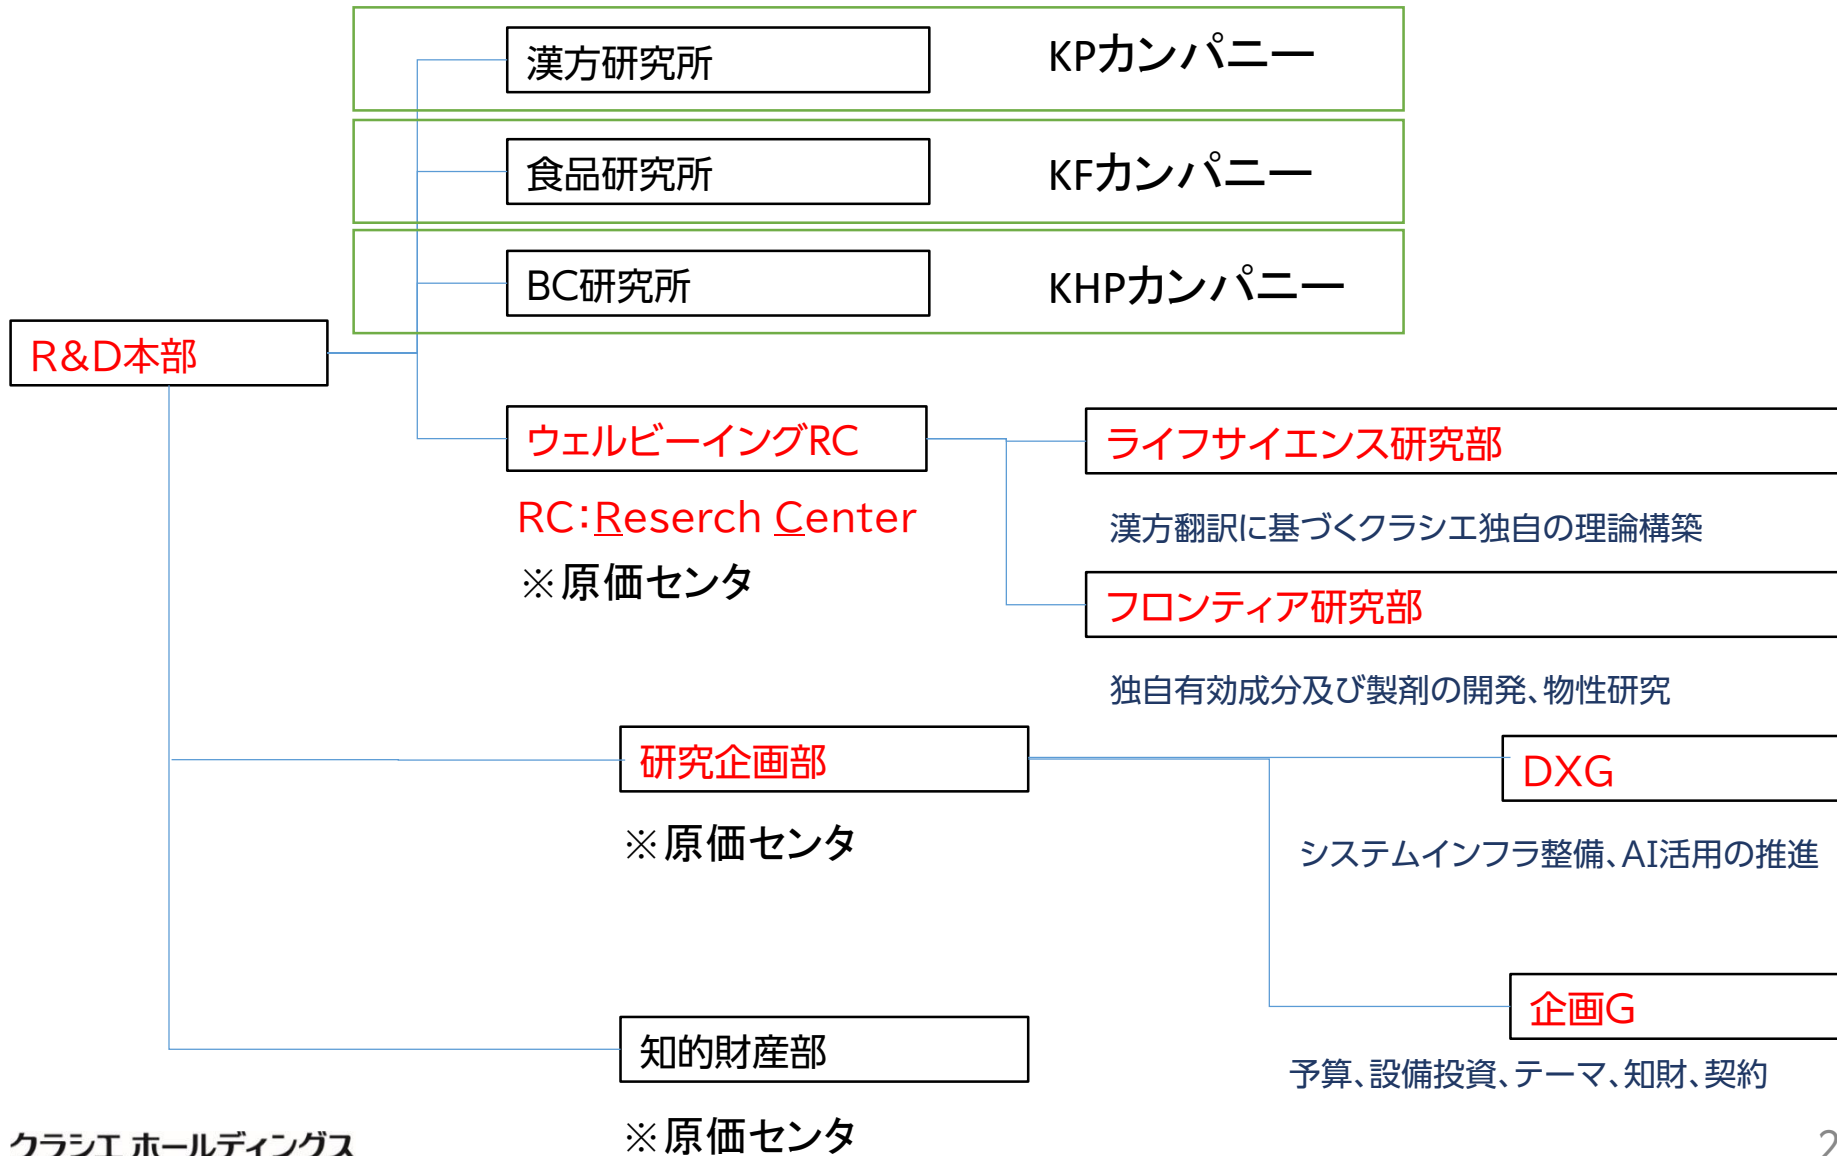 漢方研究所
KPカンパニー
食品研究所
KFカンパニー
BC研究所
KHPカンパニー
R&D本部
ウェルビーイングRC
RC：Reserch Center
※原価センタ
ライフサイエンス研究部
漢方翻訳に基づくクラシエ独自の理論構築
フロンティア研究部
独自有効成分及び製剤の開発、物性研究
研究企画部
※原価センタ
DXG
システムインフラ整備、AI活用の推進
企画G
予算、設備投資、テーマ、知財、契約
知的財産部
※原価センタ
クラシエ ホールディングス
2